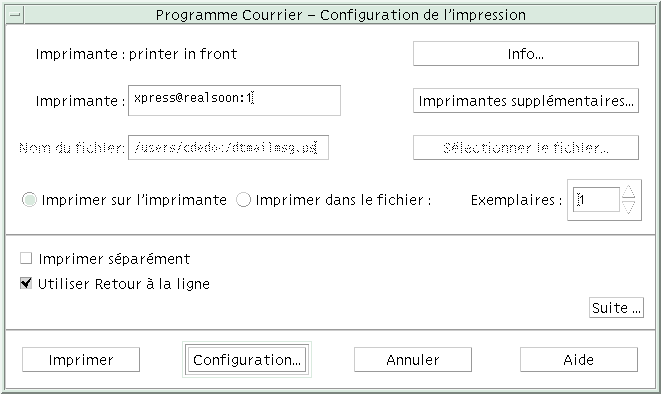 Programme Courrier – Configuration de l'impression
Imprimante : printer in front
Info...
Imprimante : xpress@realsoon:1
Imprimantes supplémentaires...
Nom du fichier: /users/cdedoc/dtmailmsg.ps
Sélectionner le fichier...
Imprimer sur l'imprimante Imprimer dans le fichier : Exemplaires : 1
Imprimer séparément
Utiliser Retour à la ligne
Suite ...
Imprimer Configuration... Annuler Aide